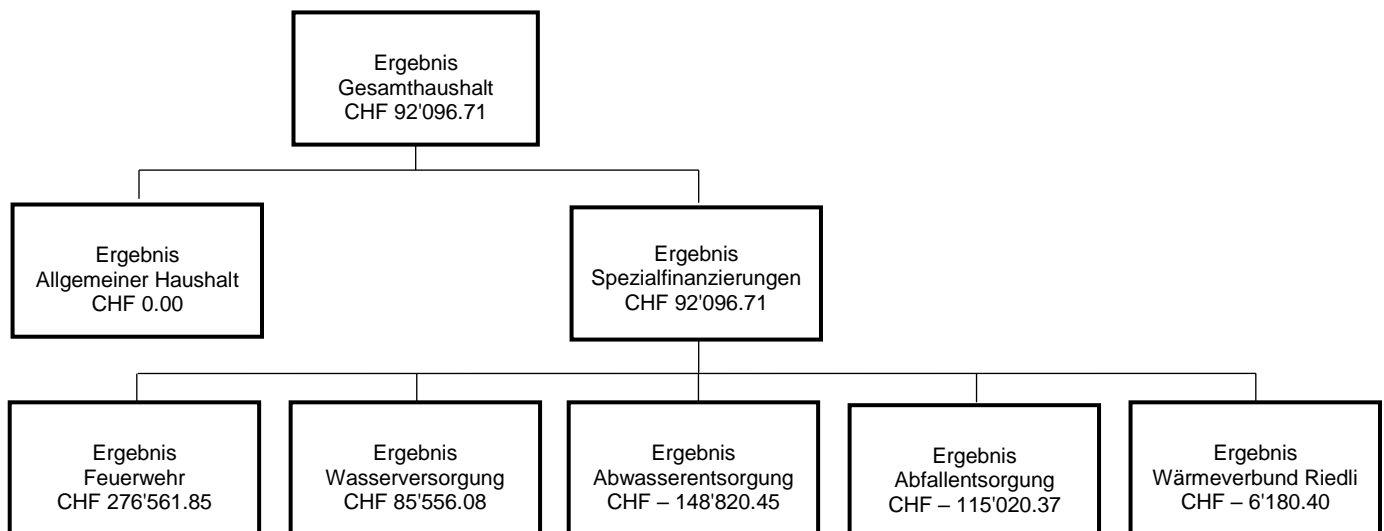 Ergebnis
Gesamthaushalt
CHF 92'096.71
Ergebnis
Allgemeiner Haushalt
CHF 0.00
Ergebnis
Spezialfinanzierungen
CHF 92'096.71
Ergebnis
Feuerwehr
CHF 276'561.85
Ergebnis
Wasserversorgung
CHF 85'556.08
Ergebnis
Abwasserentsorgung
CHF – 148'820.45
Ergebnis
Abfallentsorgung
CHF – 115'020.37
Ergebnis
Wärmeverbund Riedli
CHF – 6'180.40